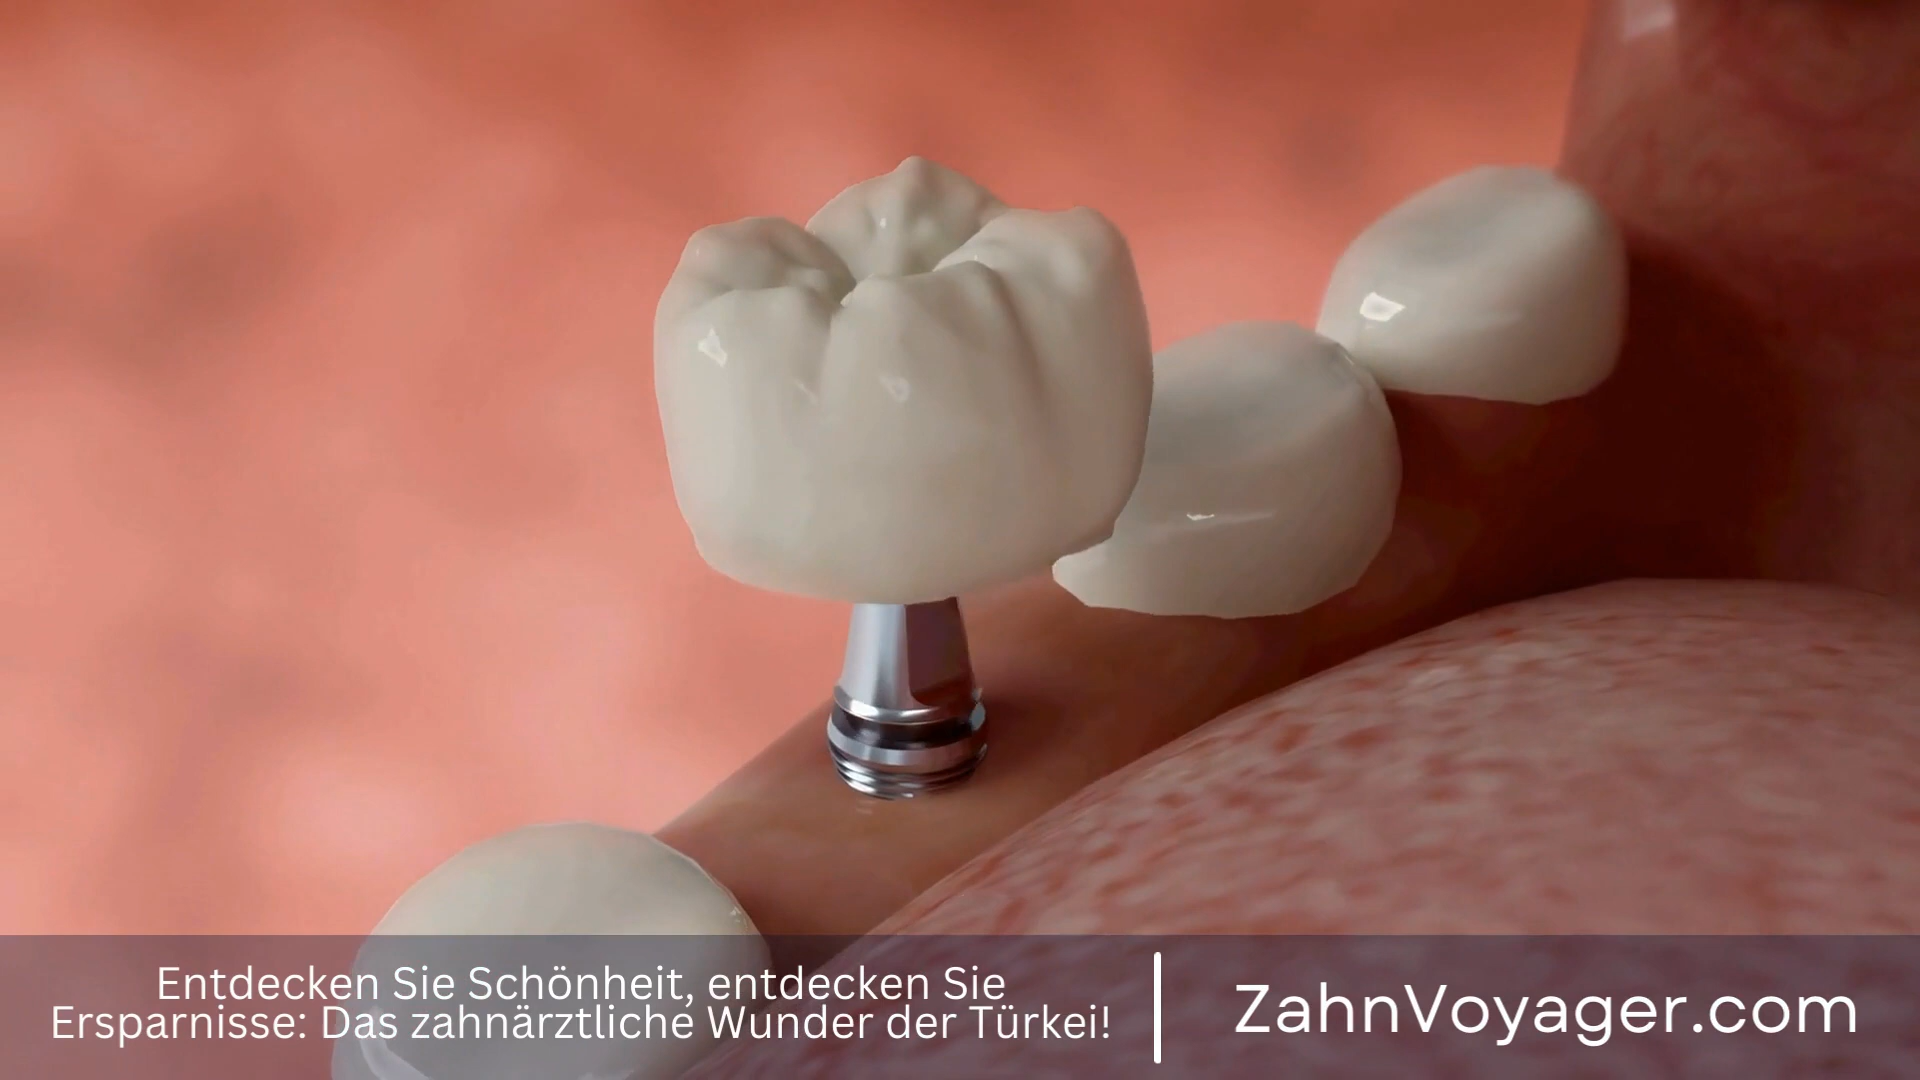 Entdecken Sie Schönheit, entdecken Sie
Ersparnisse: Das zahnärztliche Wunder der Türkei!
ZahnVoyager.com